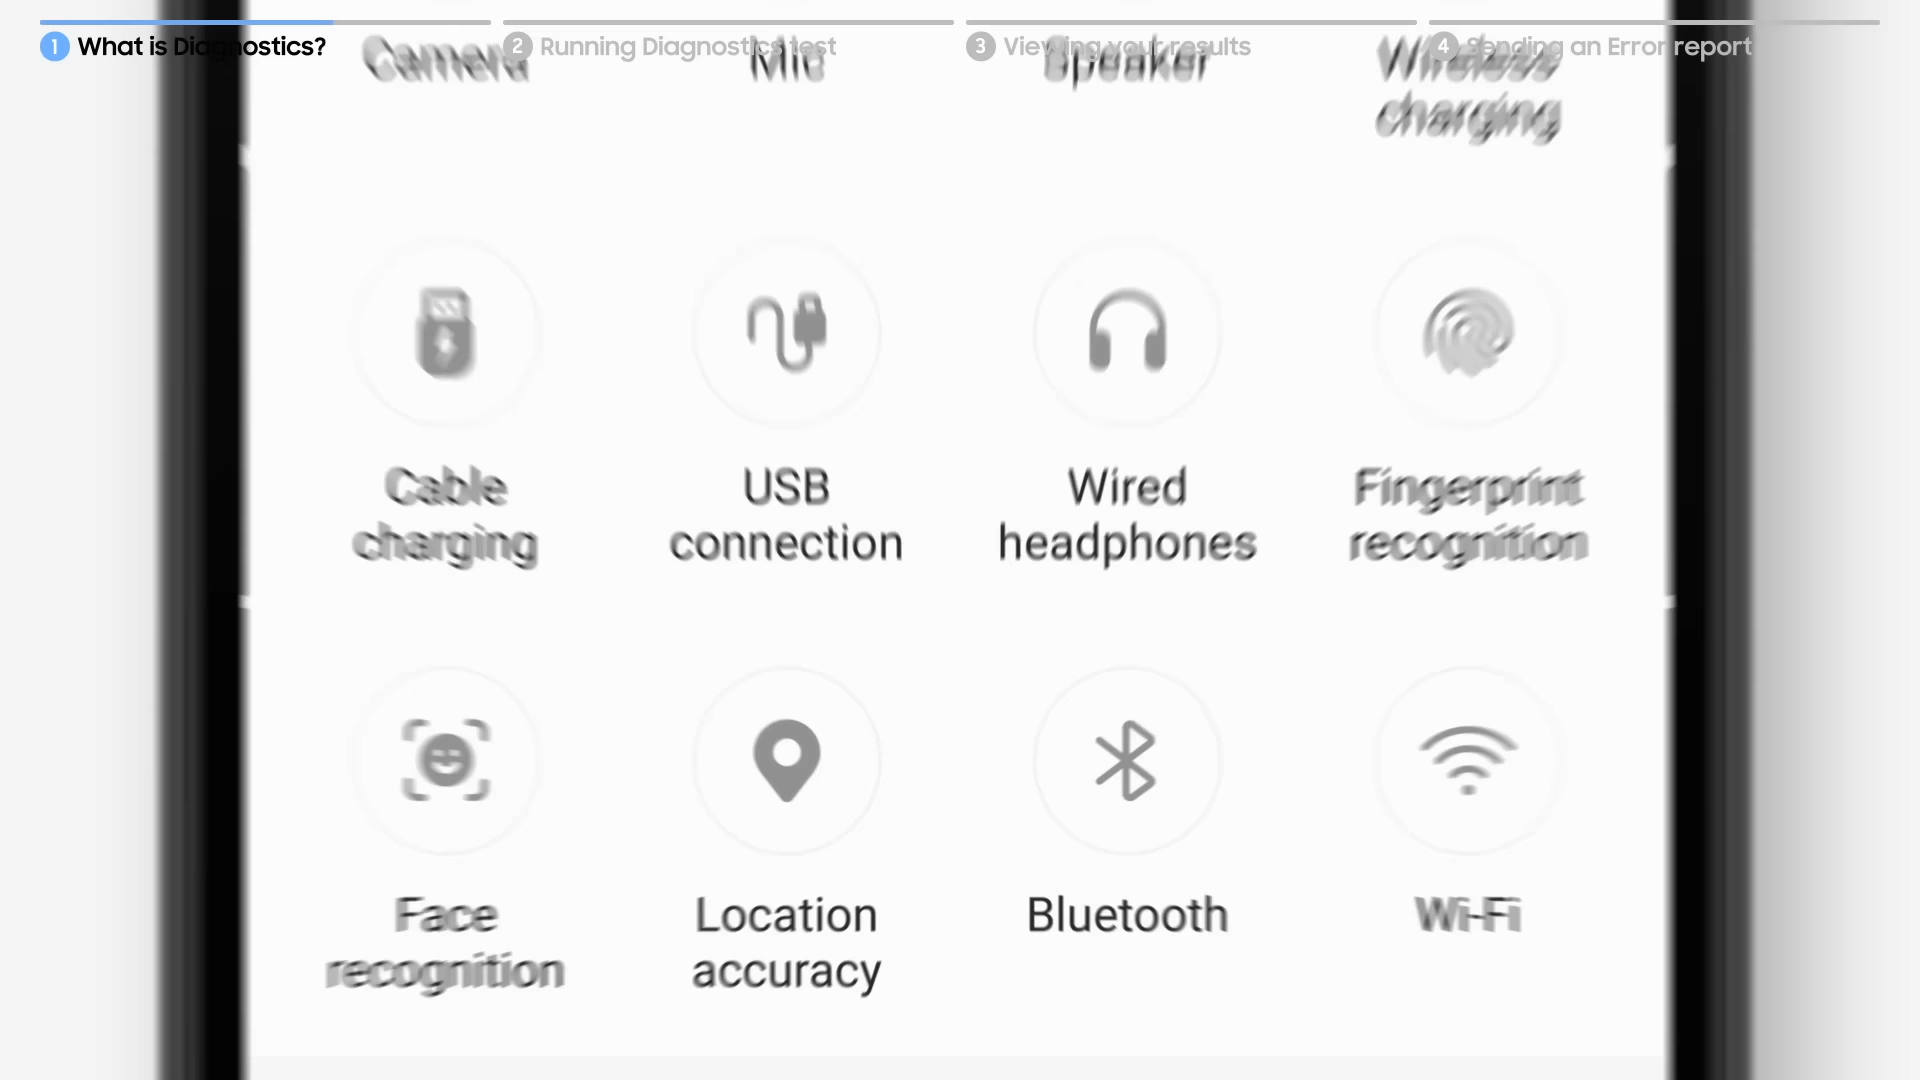 1 What is Diagnostics?
2 Running Diagnostics test
3 Viewing your results
4 Sending an Error report
Camera
Mic
Speaker
Wireless
charging
Cable
charging
USB
connection
Wired
headphones
Fingerprint
recognition
Face
recognition
Location
accuracy
Bluetooth
Wi-Fi